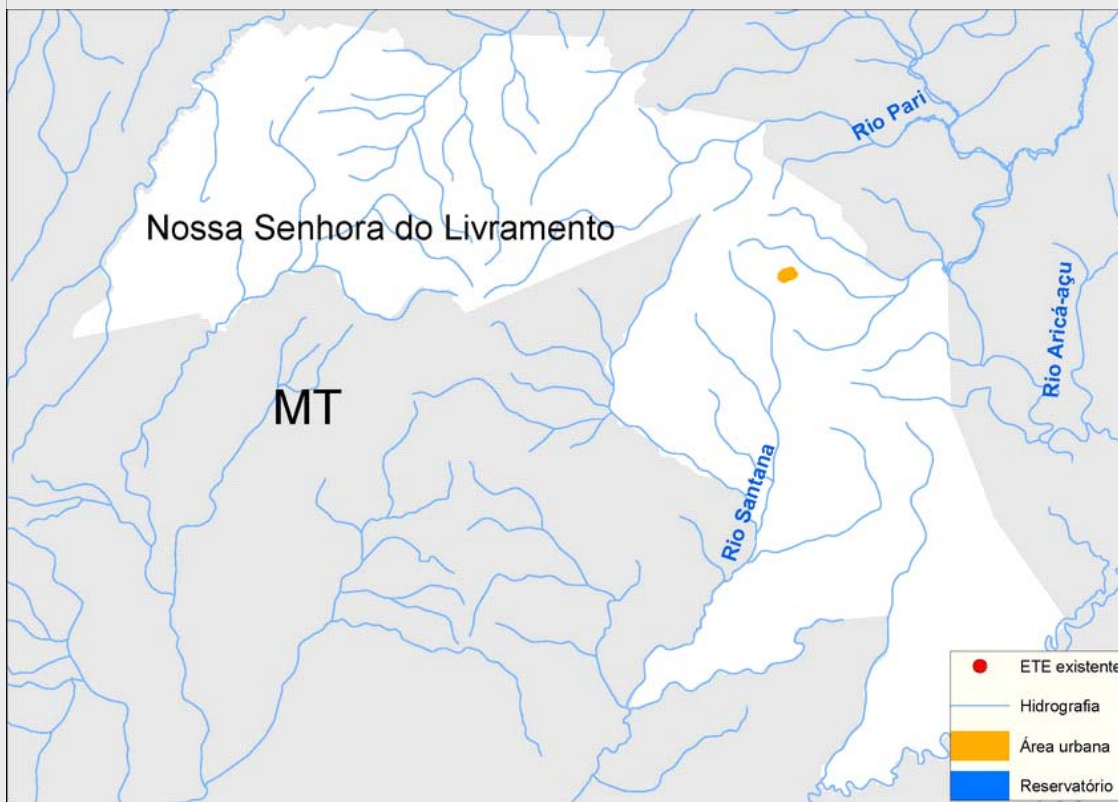 Rio Pari
Nossa Senhora do Livramento
Rio Aricá-açu
MT
Rio Santana
ETE existente
Hidrografia
Área urbana
Reservatório